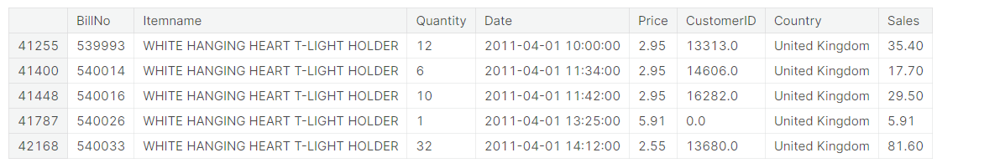 BillNo Itemname Quantity Date Price CustomerID Country Sales
41255 539993 WHITE HANGING HEART T-LIGHT HOLDER 12 2011-04-01 10:00:00 2.95 13313.0 United Kingdom 35.40
41400 540014 WHITE HANGING HEART T-LIGHT HOLDER 6 2011-04-01 11:34:00 2.95 14606.0 United Kingdom 17.70
41448 540016 WHITE HANGING HEART T-LIGHT HOLDER 10 2011-04-01 11:42:00 2.95 16282.0 United Kingdom 29.50
41787 540026 WHITE HANGING HEART T-LIGHT HOLDER 1 2011-04-01 13:25:00 5.91 0.0 United Kingdom 5.91
42168 540033 WHITE HANGING HEART T-LIGHT HOLDER 32 2011-04-01 14:12:00 2.55 13680.0 United Kingdom 81.60